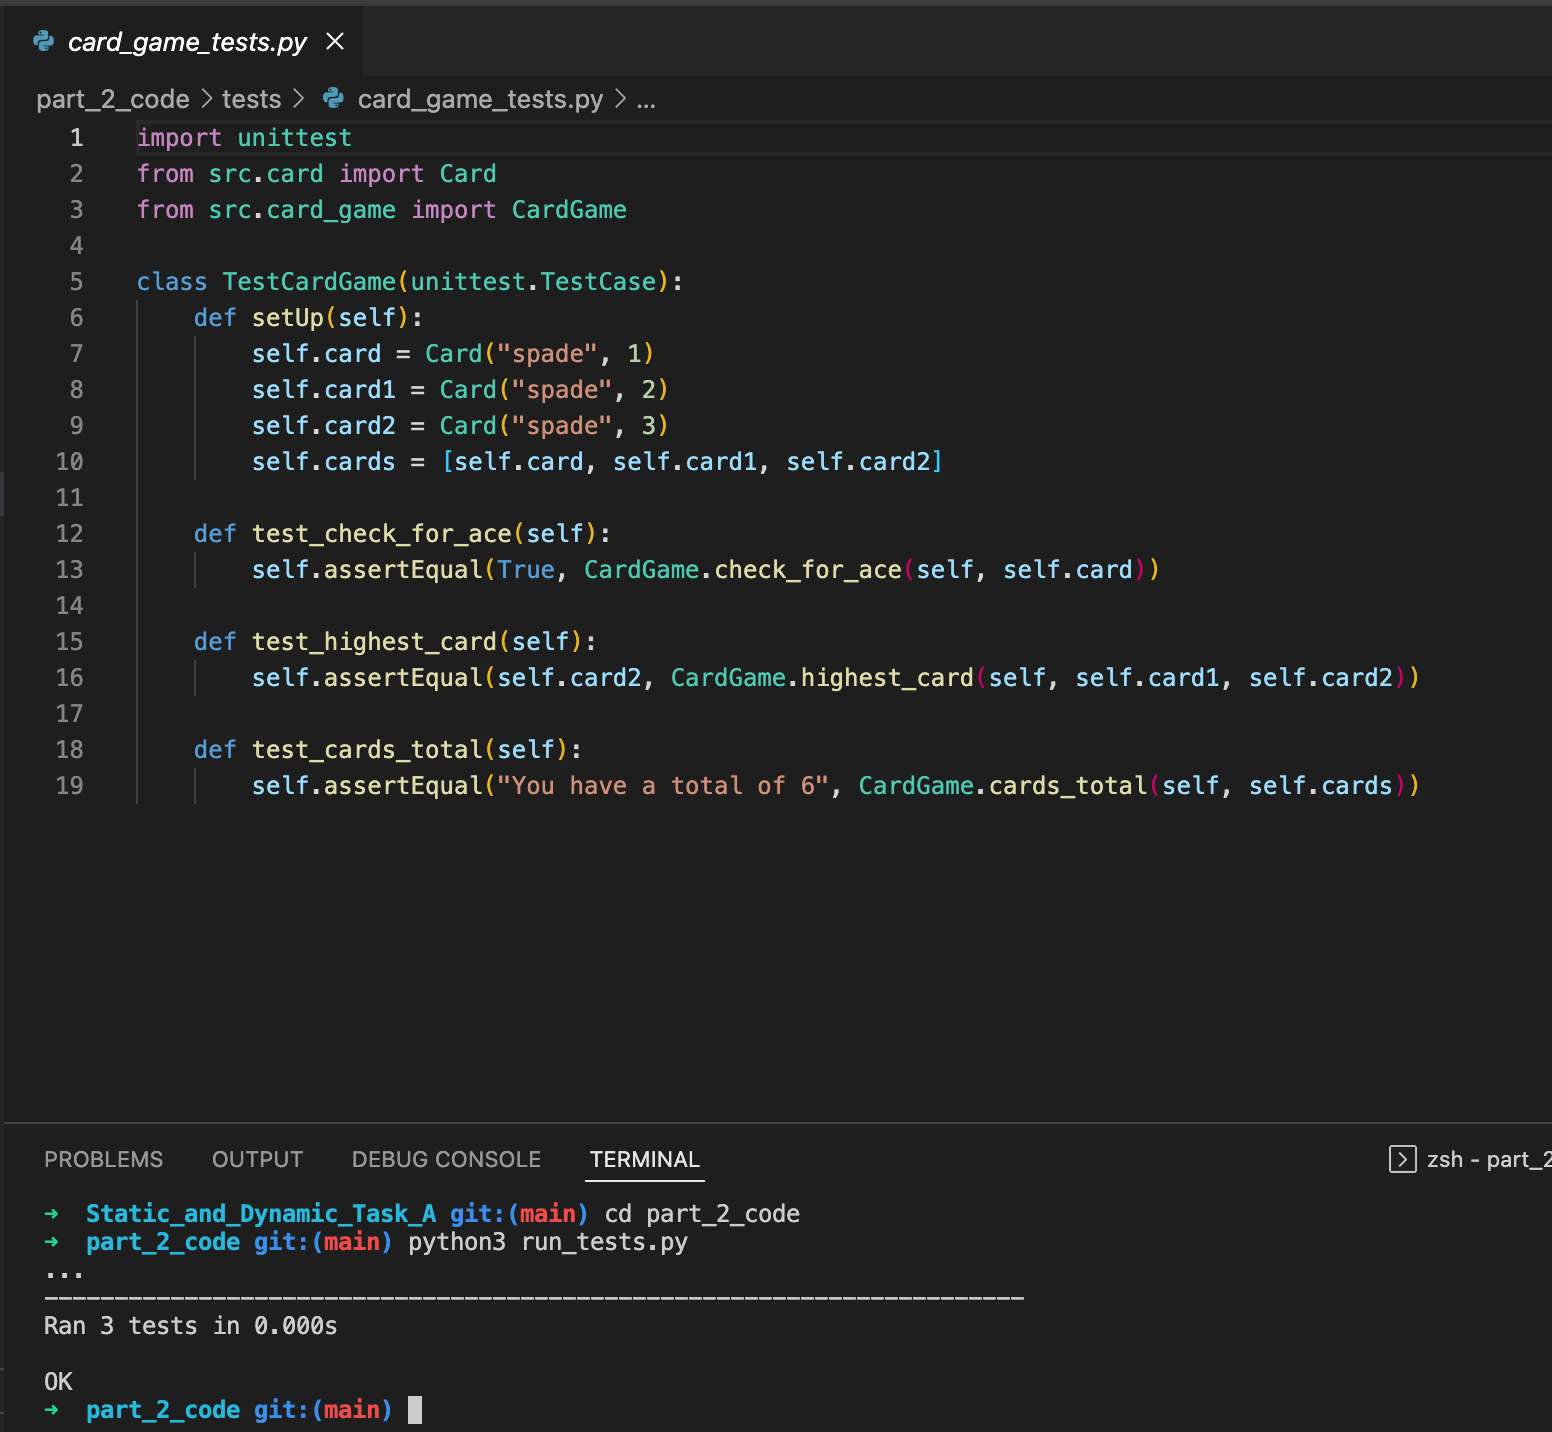 card_game_tests.py
part_2_code > tests > card_game_tests.py > ...
1 import unittest
2 from src.card import Card
3 from src.card_game import CardGame
4
5 class TestCardGame(unittest.TestCase):
6     def setUp(self):
7         self.card = Card("spade", 1)
8         self.card1 = Card("spade", 2)
9         self.card2 = Card("spade", 3)
10         self.cards = [self.card, self.card1, self.card2]
11
12     def test_check_for_ace(self):
13         self.assertEqual(True, CardGame.check_for_ace(self, self.card))
14
15     def test_highest_card(self):
16         self.assertEqual(self.card2, CardGame.highest_card(self, self.card1, self.card2))
17
18     def test_cards_total(self):
19         self.assertEqual("You have a total of 6", CardGame.cards_total(self, self.cards))
PROBLEMS OUTPUT DEBUG CONSOLE TERMINAL zsh - part_2
➜ Static_and_Dynamic_Task_A git:(main) cd part_2_code
➜ part_2_code git:(main) python3 run_tests.py
...
----------------------------------------------------------------------
Ran 3 tests in 0.000s

OK
➜ part_2_code git:(main)